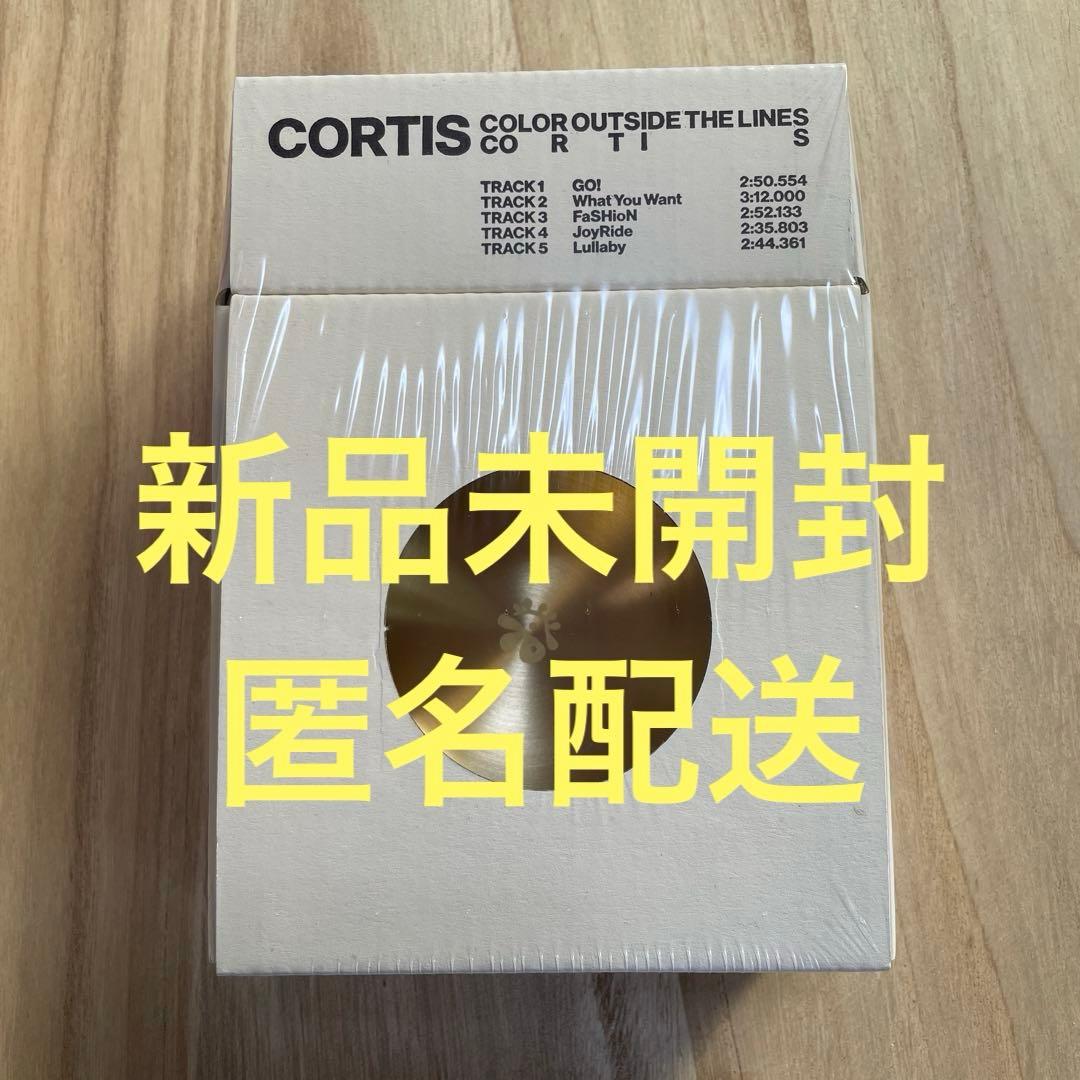 CORTIS COLOR OUTSIDE THE LINES
CO R T I S
TRACK 1 GO! 2:50.554
TRACK 2 What You Want 3:12.000
TRACK 3 FaSHioN 2:52.133
TRACK 4 JoyRide 2:35.803
TRACK 5 Lullaby 2:44.361
新品未開封
匿名配送